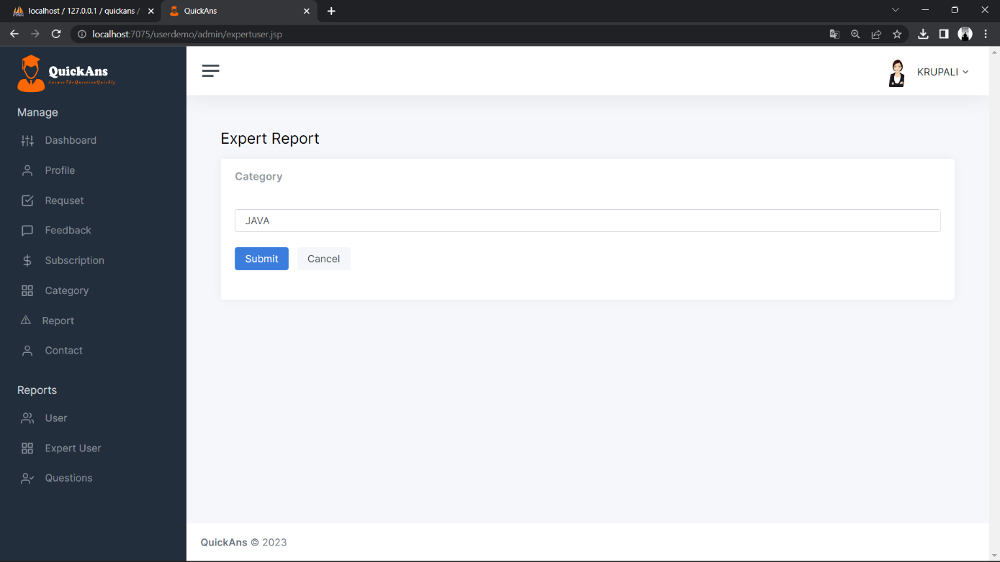 localhost / 127.0.0.1 / quickans /
QuickAns
localhost:7075/userdemo/admin/expertuser.jsp
QuickAns
AnswerTheQuestionQuickly
KRUPALI
Manage
Dashboard
Profile
Requset
Feedback
Subscription
Category
Report
Contact
Reports
User
Expert User
Questions
Expert Report
Category
JAVA
Submit
Cancel
QuickAns © 2023